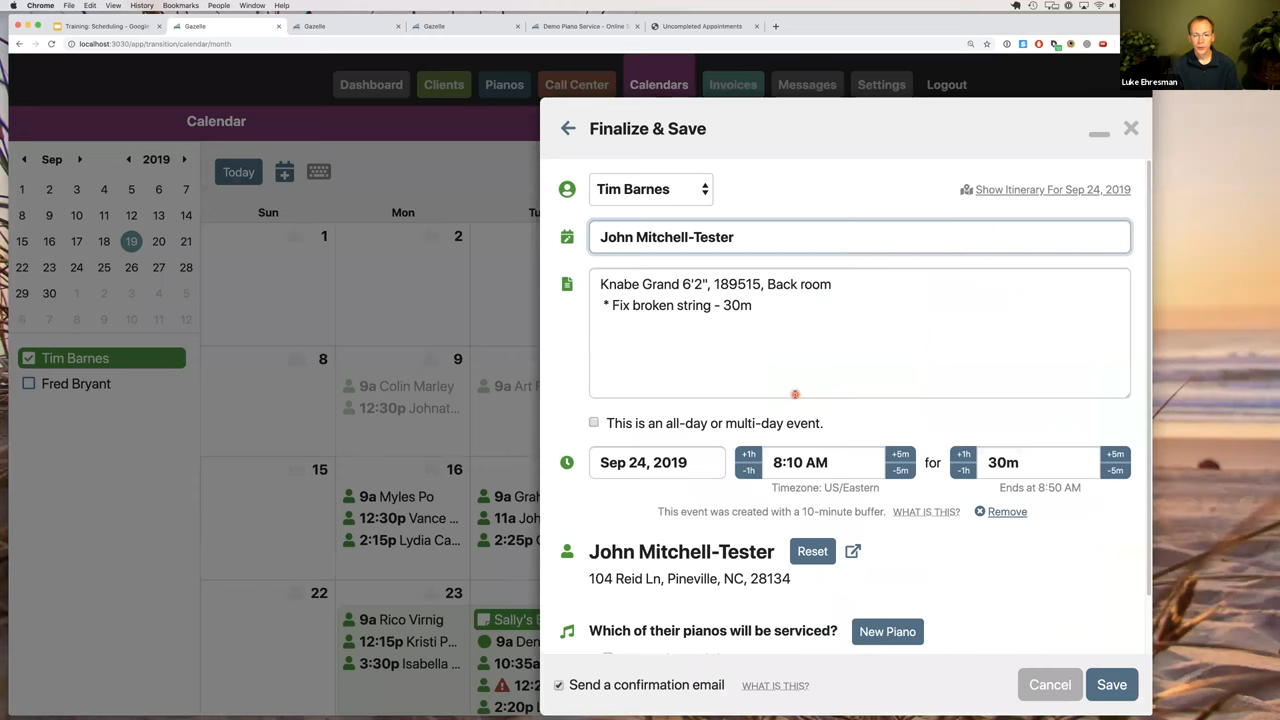 Chrome File Edit View History Bookmarks People Window Help
Training: Scheduling - Google
Gazelle
Gazelle
Gazelle
Demo Piano Service - Online S
Uncompleted Appointments
localhost:3030/app/transition/calendar/month
Luke Ehresman
Dashboard Clients Pianos Call Center Calendars Invoices Messages Settings Logout
Calendar
Finalize & Save
Sep 2019
Today
1 2 3 4 5 6 7
8 9 10 11 12 13 14
15 16 17 18 19 20 21
22 23 24 25 26 27 28
29 30 1 2 3 4 5
6 7 8 9 10 11 12
Tim Barnes
Fred Bryant
Sun Mon Tu
1 2
8 9
9a Colin Marley 9a Art F
12:30p Johnat...
15 16
9a Myles Po 9a Grah
12:30p Vance ... 11a Joh
2:15p Lydia Ca... 2:25p
22 23
9a Rico Virnig Sally's B
12:15p Kristi P... 9a Den
3:30p Isabella ... 10:35a
12:2
2:20p
Tim Barnes
Show Itinerary For Sep 24, 2019
John Mitchell-Tester
Knabe Grand 6'2", 189515, Back room
* Fix broken string - 30m
This is an all-day or multi-day event.
Sep 24, 2019 +1h -1h 8:10 AM +5m -5m for +1h -1h 30m +5m -5m
Timezone: US/Eastern Ends at 8:50 AM
This event was created with a 10-minute buffer. WHAT IS THIS? Remove
John Mitchell-Tester Reset
104 Reid Ln, Pineville, NC, 28134
Which of their pianos will be serviced? New Piano
Send a confirmation email WHAT IS THIS? Cancel Save